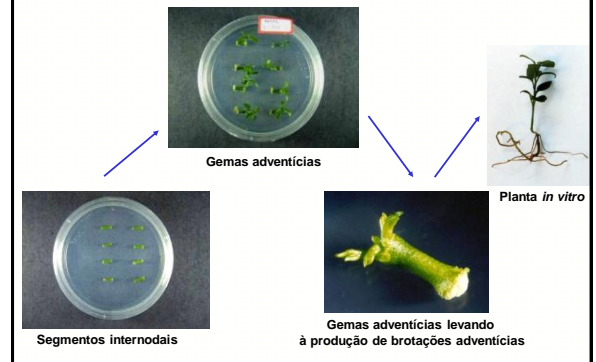 Gemas adventícias
Planta in vitro
Segmentos internodais
Gemas adventícias levando
à produção de brotações adventícias